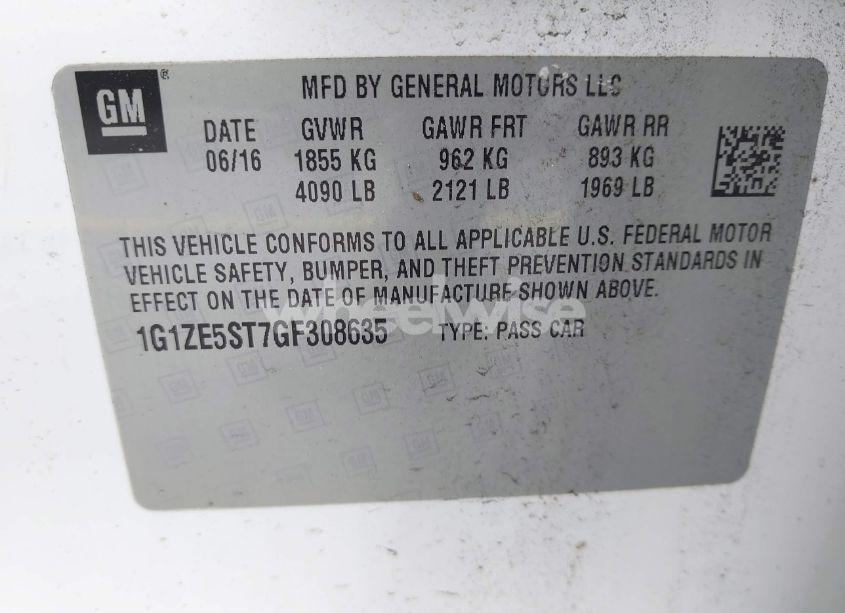 GM®
MFD BY GENERAL MOTORS LLC
DATE GVWR GAWR FRT GAWR RR
06/16 1855 KG 962 KG 893 KG
4090 LB 2121 LB 1969 LB
THIS VEHICLE CONFORMS TO ALL APPLICABLE U.S. FEDERAL MOTOR
VEHICLE SAFETY, BUMPER, AND THEFT PREVENTION STANDARDS IN
EFFECT ON THE DATE OF MANUFACTURE SHOWN ABOVE.
1G1ZE5ST7GF308635 TYPE: PASS CAR
wheelwise